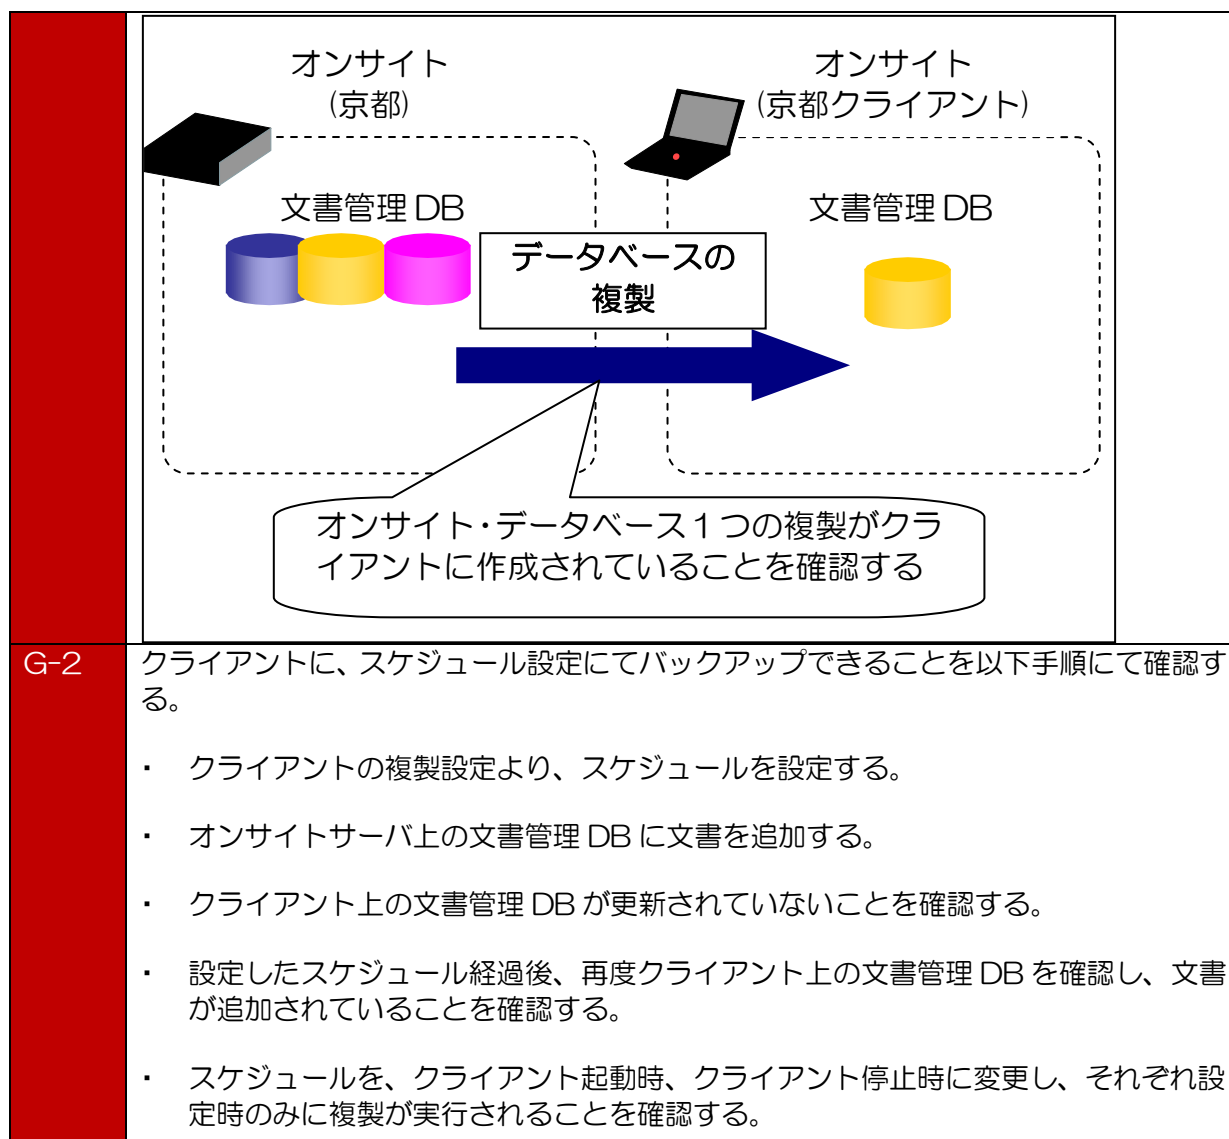 オンサイト
(京都)
オンサイト
(京都クライアント)
文書管理 DB
文書管理 DB
データベースの
複製
オンサイト・データベース1つの複製がクラ
イアントに作成されていることを確認する
G-2
クライアントに、スケジュール設定にてバックアップできることを以下手順にて確認す
る。
・ クライアントの複製設定より、スケジュールを設定する。
・ オンサイトサーバ上の文書管理 DB に文書を追加する。
・ クライアント上の文書管理 DB が更新されていないことを確認する。
・ 設定したスケジュール経過後、再度クライアント上の文書管理 DB を確認し、文書
が追加されていることを確認する。
・ スケジュールを、クライアント起動時、クライアント停止時に変更し、それぞれ設
定時のみに複製が実行されることを確認する。